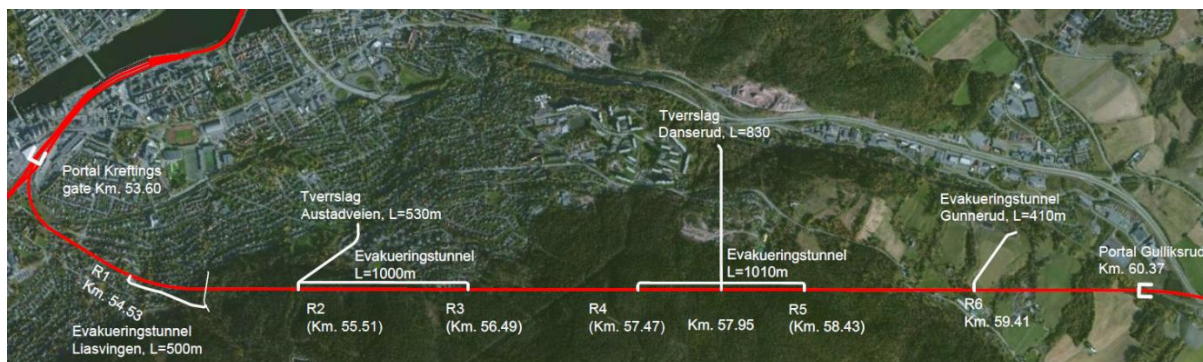 Portal Kreftings
gate Km. 53.60
R1
Km. 54.53
Evakueringstunnel
Liasvingen, L=500m
Tverrslag
Austadveien, L=530m
Evakueringstunnel
L=1000m
R2
(Km. 55.51)
R3
(Km. 56.49)
Tverrslag
Danserud, L=830
Evakueringstunnel
L=1010m
R4
(Km. 57.47)
Km. 57.95
R5
(Km. 58.43)
Evakueringstunnel
Gunnerud, L=410m
R6
Km. 59.41
Portal Gulliksrud
Km. 60.37